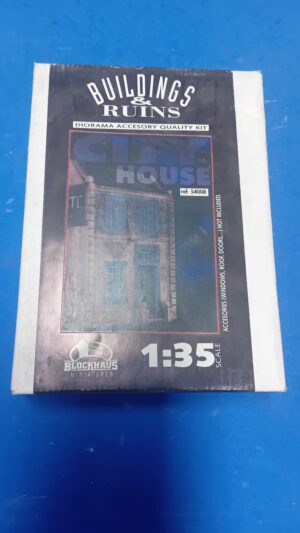 BUILDINGS
&
RUINS
DIORAMA ACCESORY QUALITY KIT
HOUSE
ref: 54008
ACCESORIES (WINDOWS, ROOF, DOORS,...) NOT INCLUDED.
BLOCKHAUS
MINIATURES
1:35
SCALE